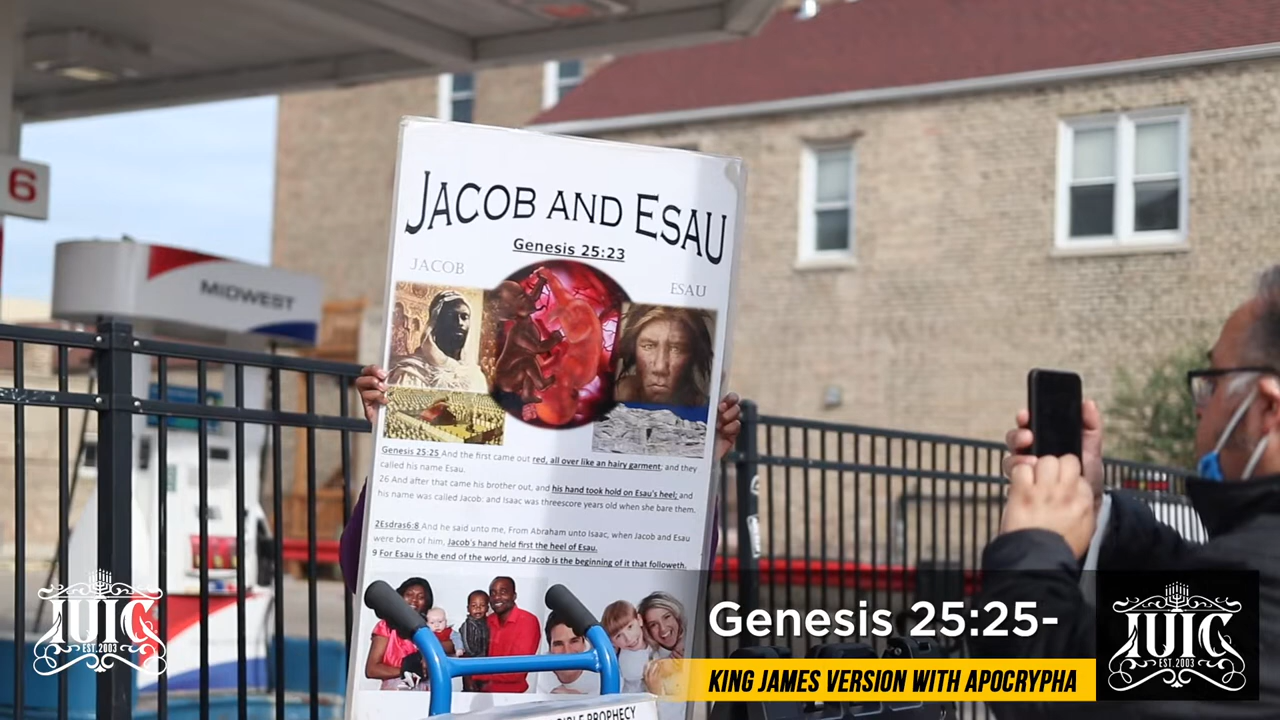 6
MIDWEST
JACOB AND ESAU
Genesis 25:23
JACOB
ESAU
Genesis 25:25 And the first came out red, all over like an hairy garment; and they
called his name Esau.
26 And after that came his brother out, and his hand took hold on Esau's heel; and
his name was called Jacob: and Isaac was threescore years old when she bare them.
2Esdras6:8 And he said unto me, From Abraham unto Isaac, when Jacob and Esau
were born of him, Jacob's hand held first the heel of Esau.
9 For Esau is the end of the world, and Jacob is the beginning of it that followeth.
PROPHECY
Genesis 25:25-
KING JAMES VERSION WITH APOCRYPHA
IUIC
EST. 2003
IUIC
EST. 2003